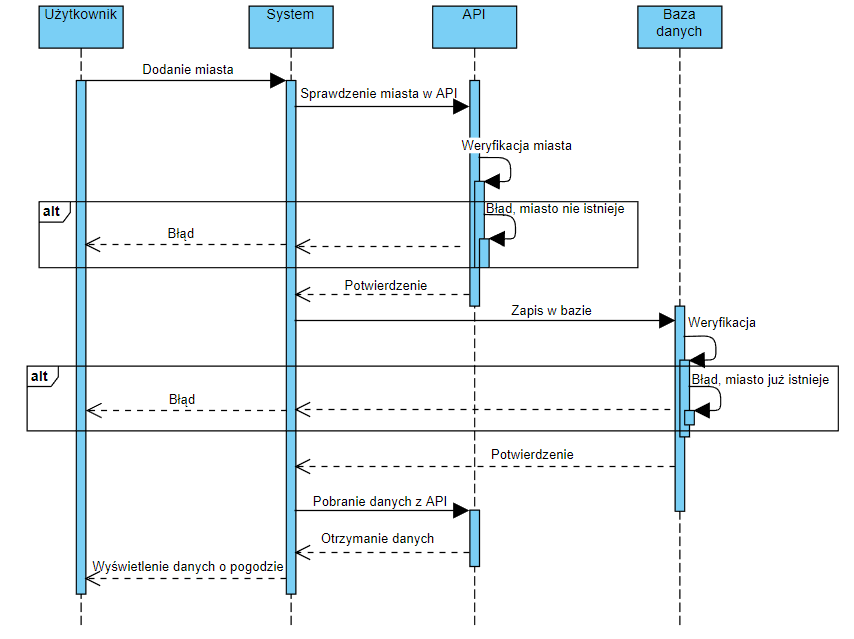 Użytkownik
System
API
Baza
danych
Dodanie miasta
Sprawdzenie miasta w API
Weryfikacja miasta
alt
Błąd, miasto nie istnieje
Błąd
Potwierdzenie
Zapis w bazie
Weryfikacja
alt
Błąd, miasto już istnieje
Błąd
Potwierdzenie
Pobranie danych z API
Otrzymanie danych
Wyświetlenie danych o pogodzie